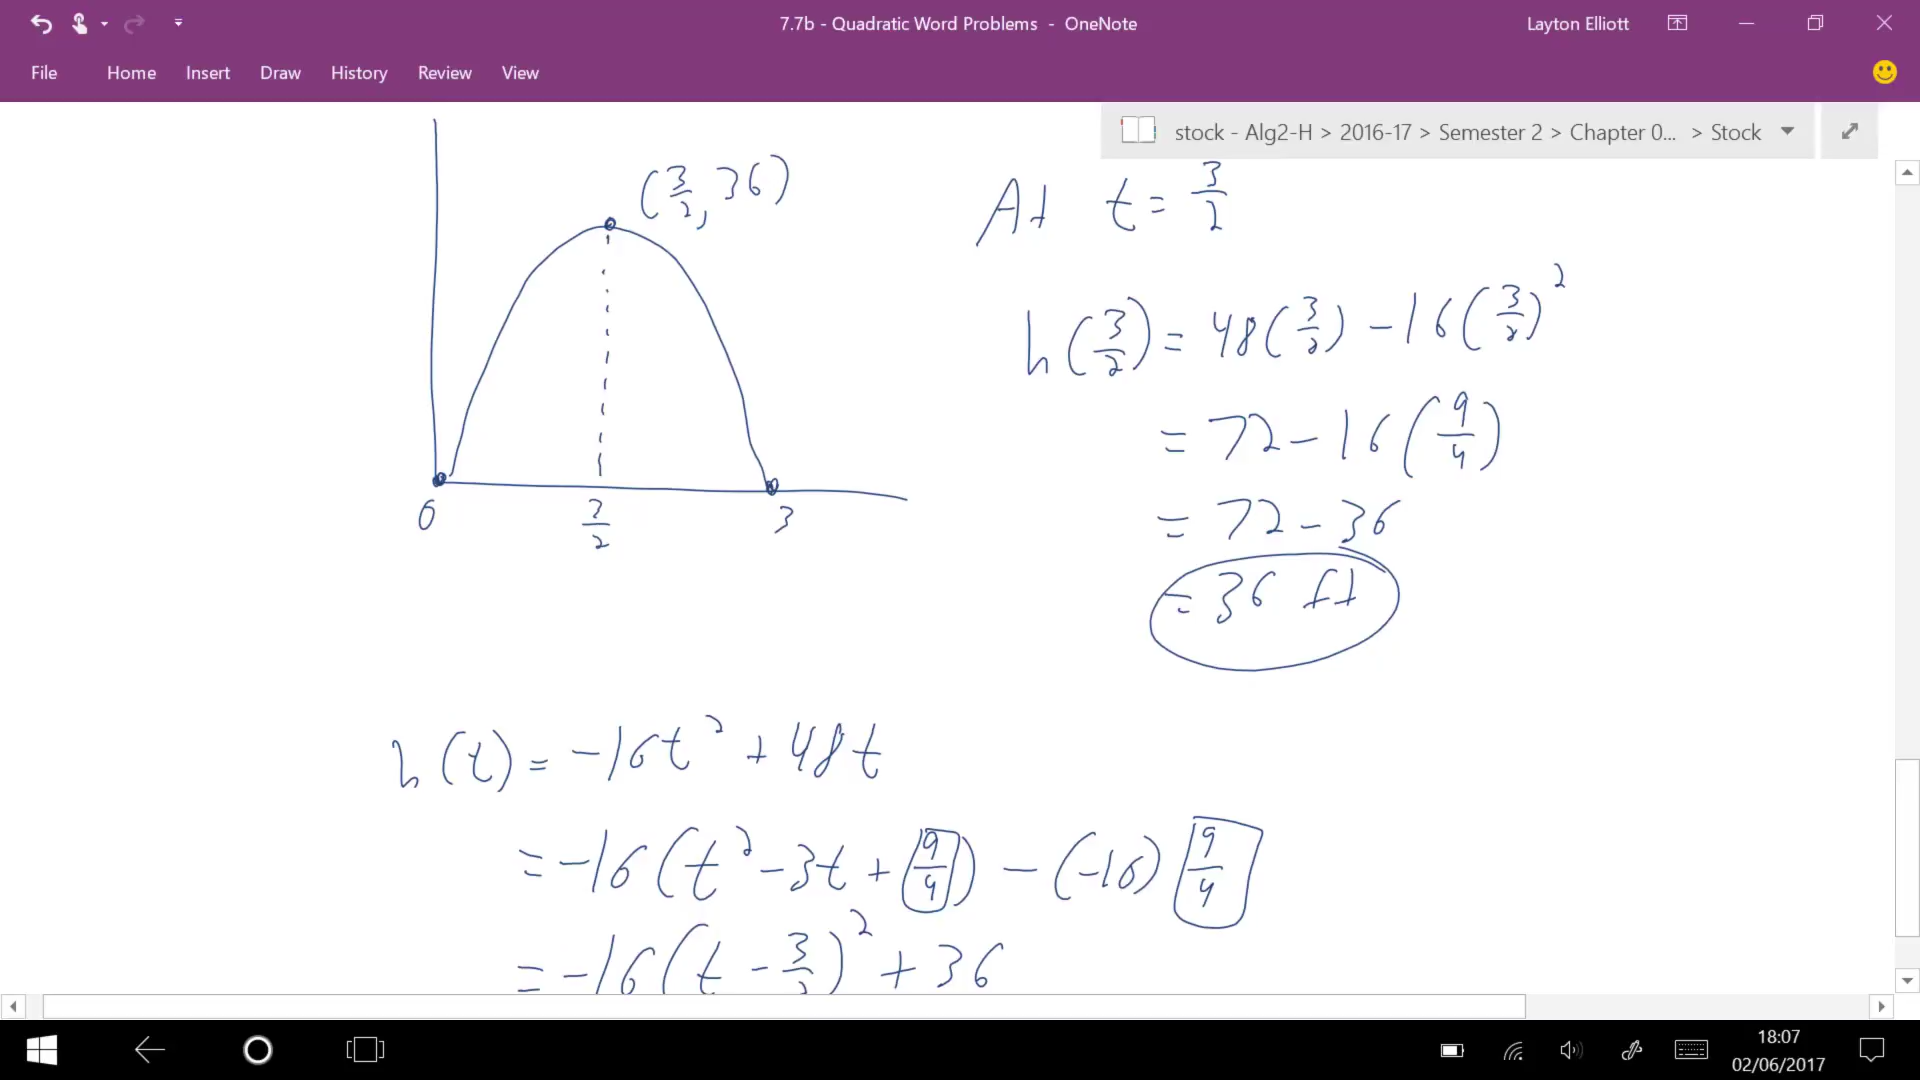 7.7b - Quadratic Word Problems - OneNote
Layton Elliott
File Home Insert Draw History Review View
stock - Alg2-H > 2016-17 > Semester 2 > Chapter 0... > Stock
(3/2, 36)
0 3/2 3
At t = 3/2
h(3/2) = 48(3/2) - 16(3/2)²
= 72 - 16(9/4)
= 72 - 36
= 36 ft
h(t) = -16t² + 48t
= -16(t² - 3t + 9/4) - (-16) 9/4
= -16(t - 3/2)² + 36
18:07
02/06/2017